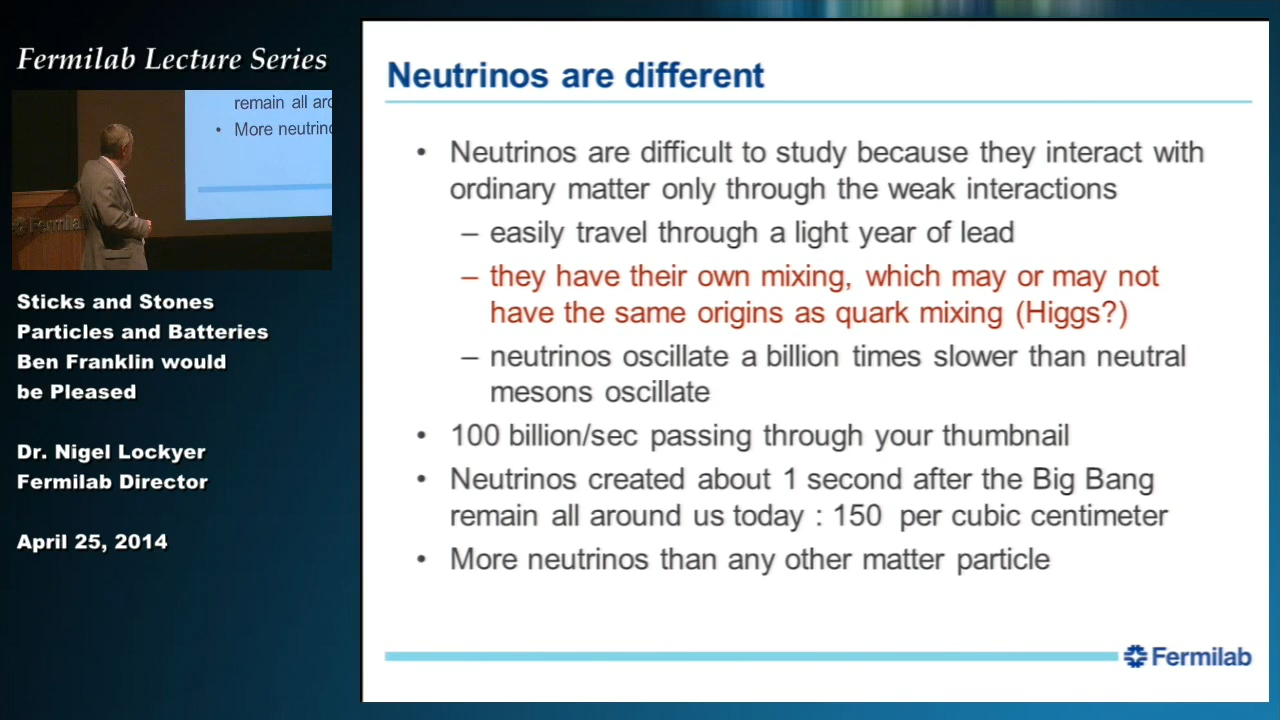 Fermilab Lecture Series
remain all arc
• More neutrino
Fermilab
Sticks and Stones
Particles and Batteries
Ben Franklin would
be Pleased
Dr. Nigel Lockyer
Fermilab Director
April 25, 2014
Neutrinos are different
• Neutrinos are difficult to study because they interact with
ordinary matter only through the weak interactions
– easily travel through a light year of lead
– they have their own mixing, which may or may not
have the same origins as quark mixing (Higgs?)
– neutrinos oscillate a billion times slower than neutral
mesons oscillate
• 100 billion/sec passing through your thumbnail
• Neutrinos created about 1 second after the Big Bang
remain all around us today : 150 per cubic centimeter
• More neutrinos than any other matter particle
Fermilab